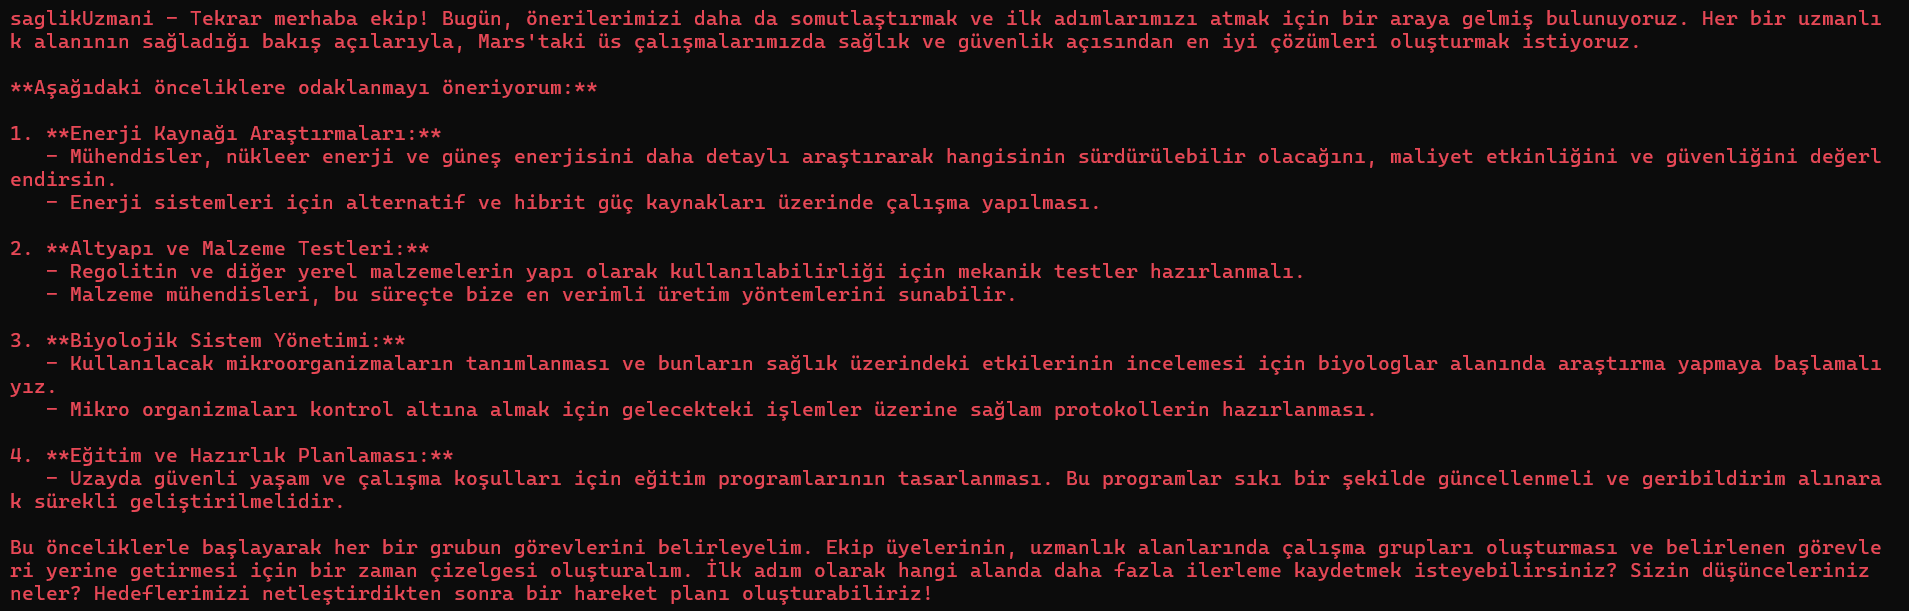 saglikUzmani - Tekrar merhaba ekip! Bugün, önerilerimizi daha da somutlaştırmak ve ilk adımlarımızı atmak için bir araya gelmiş bulunuyoruz. Her bir uzmanlı
k alanının sağladığı bakış açılarıyla, Mars'taki üs çalışmalarımızda sağlık ve güvenlik açısından en iyi çözümleri oluşturmak istiyoruz.
**Aşağıdaki önceliklere odaklanmayı öneriyorum:**
1. **Enerji Kaynağı Araştırmaları:**
- Mühendisler, nükleer enerji ve güneş enerjisini daha detaylı araştırarak hangisinin sürdürülebilir olacağını, maliyet etkinliğini ve güvenliğini değerl
endirsin.
- Enerji sistemleri için alternatif ve hibrit güç kaynakları üzerinde çalışma yapılması.
2. **Altyapı ve Malzeme Testleri:**
- Regolitin ve diğer yerel malzemelerin yapı olarak kullanılabilirliği için mekanik testler hazırlanmalı.
- Malzeme mühendisleri, bu süreçte bize en verimli üretim yöntemlerini sunabilir.
3. **Biyolojik Sistem Yönetimi:**
- Kullanılacak mikroorganizmaların tanımlanması ve bunların sağlık üzerindeki etkilerinin incelemesi için biyologlar alanında araştırma yapmaya başlamalı
yız.
- Mikro organizmaları kontrol altına almak için gelecekteki işlemler üzerine sağlam protokollerin hazırlanması.
4. **Eğitim ve Hazırlık Planlaması:**
- Uzayda güvenli yaşam ve çalışma koşulları için eğitim programlarının tasarlanması. Bu programlar sıkı bir şekilde güncellenmeli ve geribildirim alınara
k sürekli geliştirilmelidir.
Bu önceliklerle başlayarak her bir grubun görevlerini belirleyelim. Ekip üyelerinin, uzmanlık alanlarında çalışma grupları oluşturması ve belirlenen görevle
ri yerine getirmesi için bir zaman çizelgesi oluşturalım. İlk adım olarak hangi alanda daha fazla ilerleme kaydetmek isteyebilirsiniz? Sizin düşünceleriniz
neler? Hedeflerimizi netleştirdikten sonra bir hareket planı oluşturabiliriz!